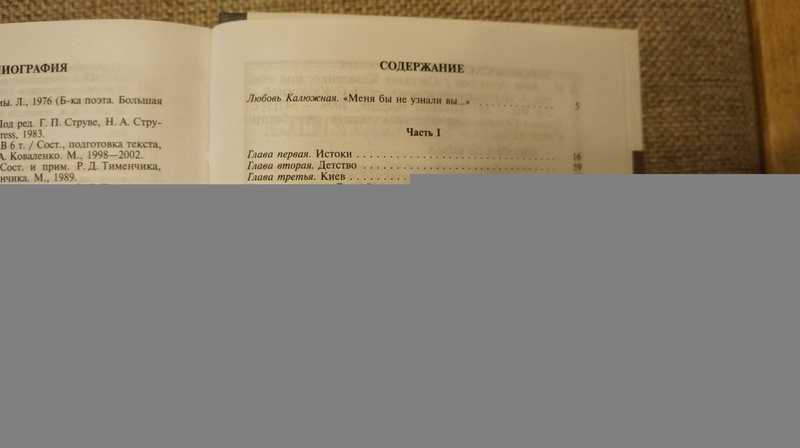 ИОГРАФИЯ
ны. Л., 1976 (Б-ка поэта. Большая
Под ред. Г. П. Струве, Н. А. Стру-
ress, 1983.
В 6 т. / Сост., подготовка текста,
А. Коваленко. М., 1998—2002.
Сост. и прим. Р. Д. Тименчика,
нчика. М., 1989.
СОДЕРЖАНИЕ
Любовь Калюжная. «Меня бы не узнали вы...» . . . . . . . . . . . 5
Часть I
Глава первая. Истоки . . . . . . . . . . . . . . . . . . . . . . . . . . . . . 16
Глава вторая. Детство . . . . . . . . . . . . . . . . . . . . . . . . . . . .
Глава третья. Киев . . . . . . . . .